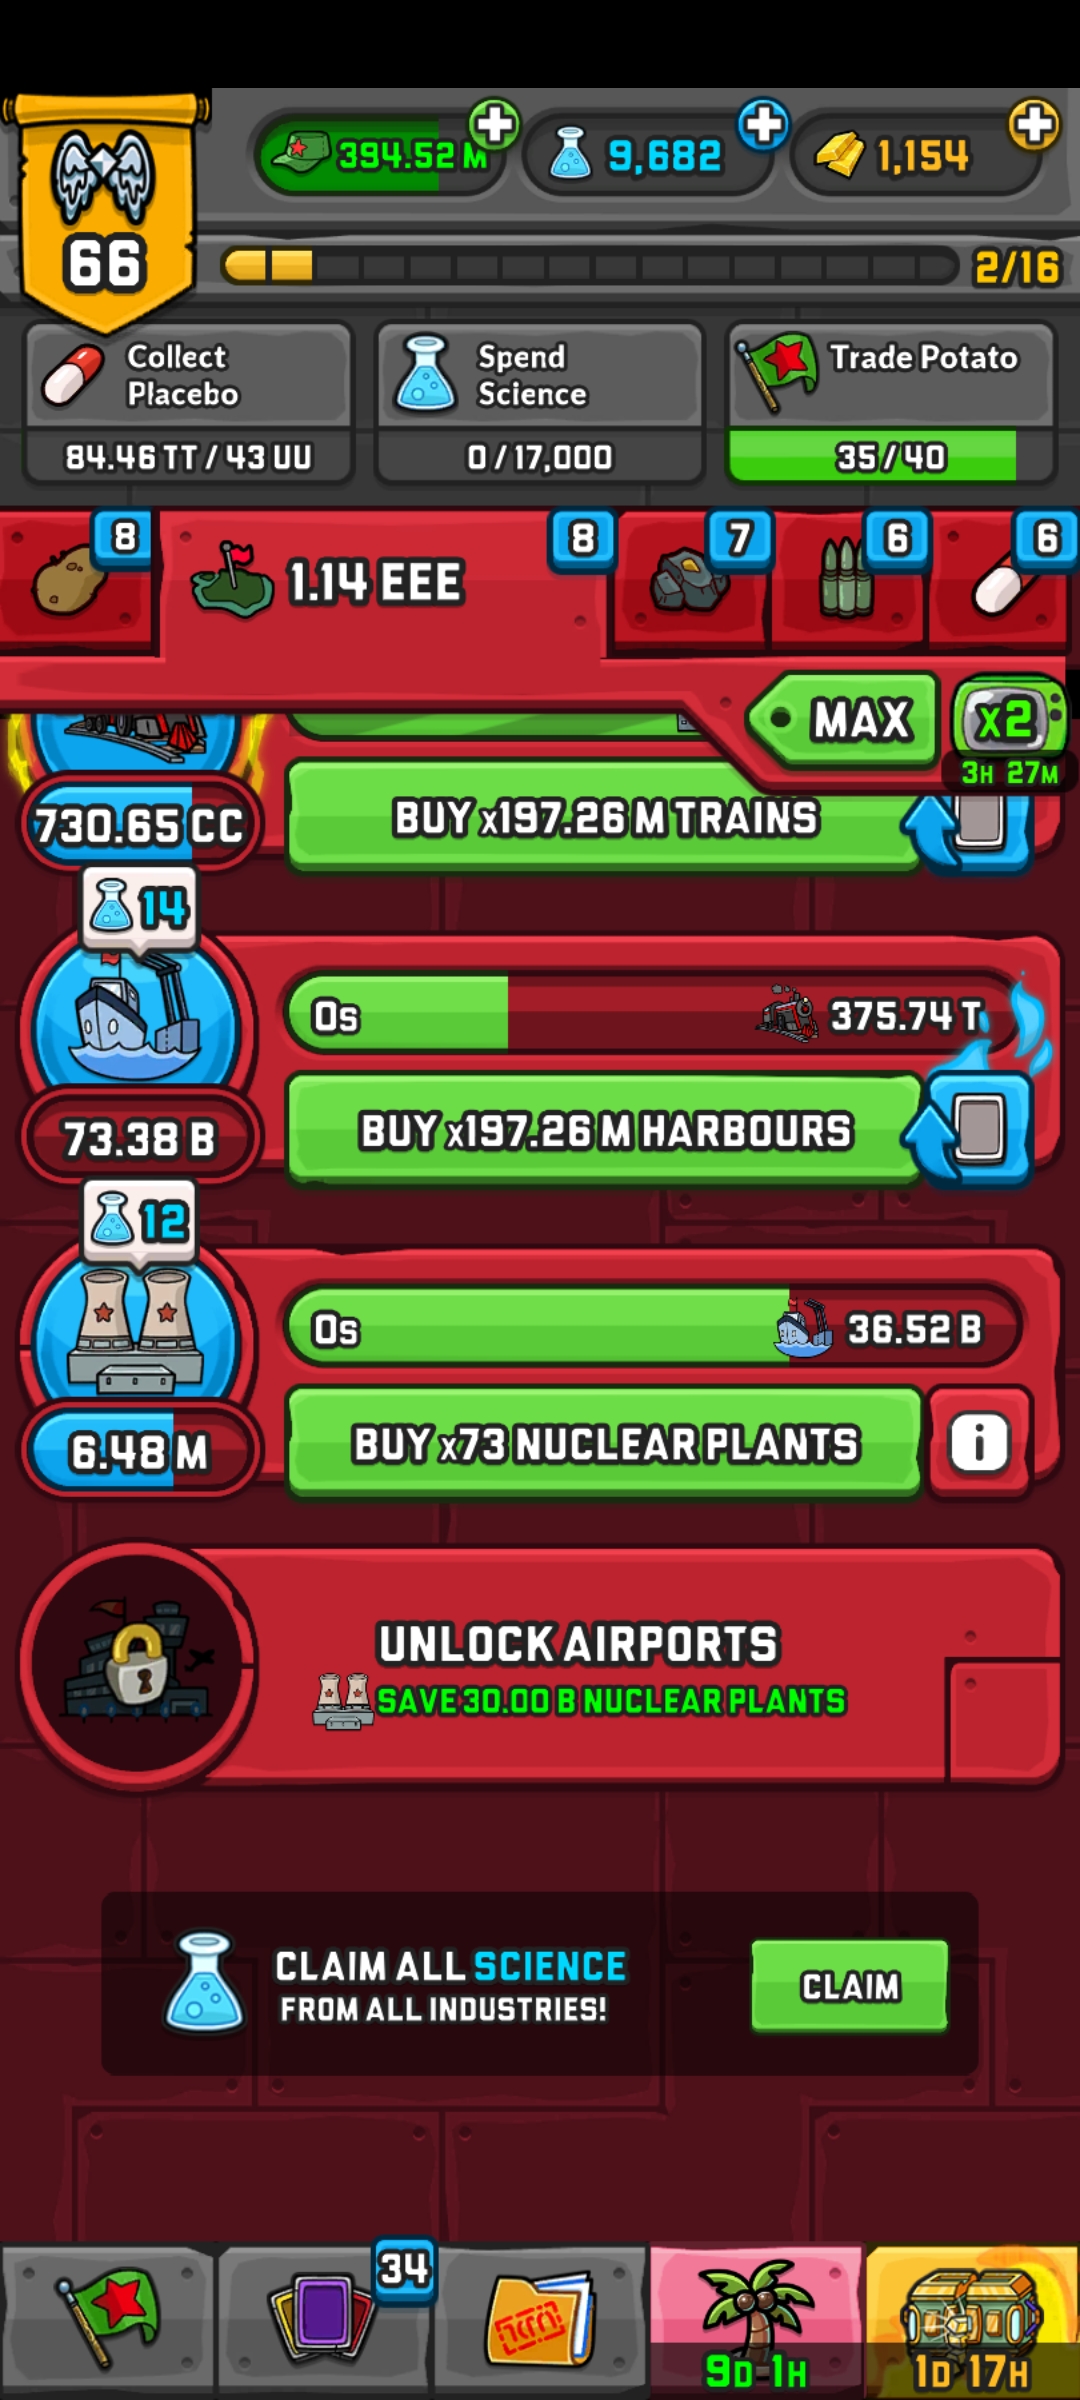 394.52 M
9,682
1,154
66
2/16
Collect
Placebo
84.46 TT / 43 UU
Spend
Science
0 / 17,000
Trade Potato
35 / 40
8
1.14 EEE
8
7
6
6
MAX
x2
3H 27M
730.65 CC
BUY x197.26 M TRAINS
14
0s
375.74 T
73.38 B
BUY x197.26 M HARBOURS
12
0s
36.52 B
6.48 M
BUY x73 NUCLEAR PLANTS
i
UNLOCK AIRPORTS
SAVE 30.00 B NUCLEAR PLANTS
CLAIM ALL SCIENCE
FROM ALL INDUSTRIES!
CLAIM
34
9D 1H
1D 17H